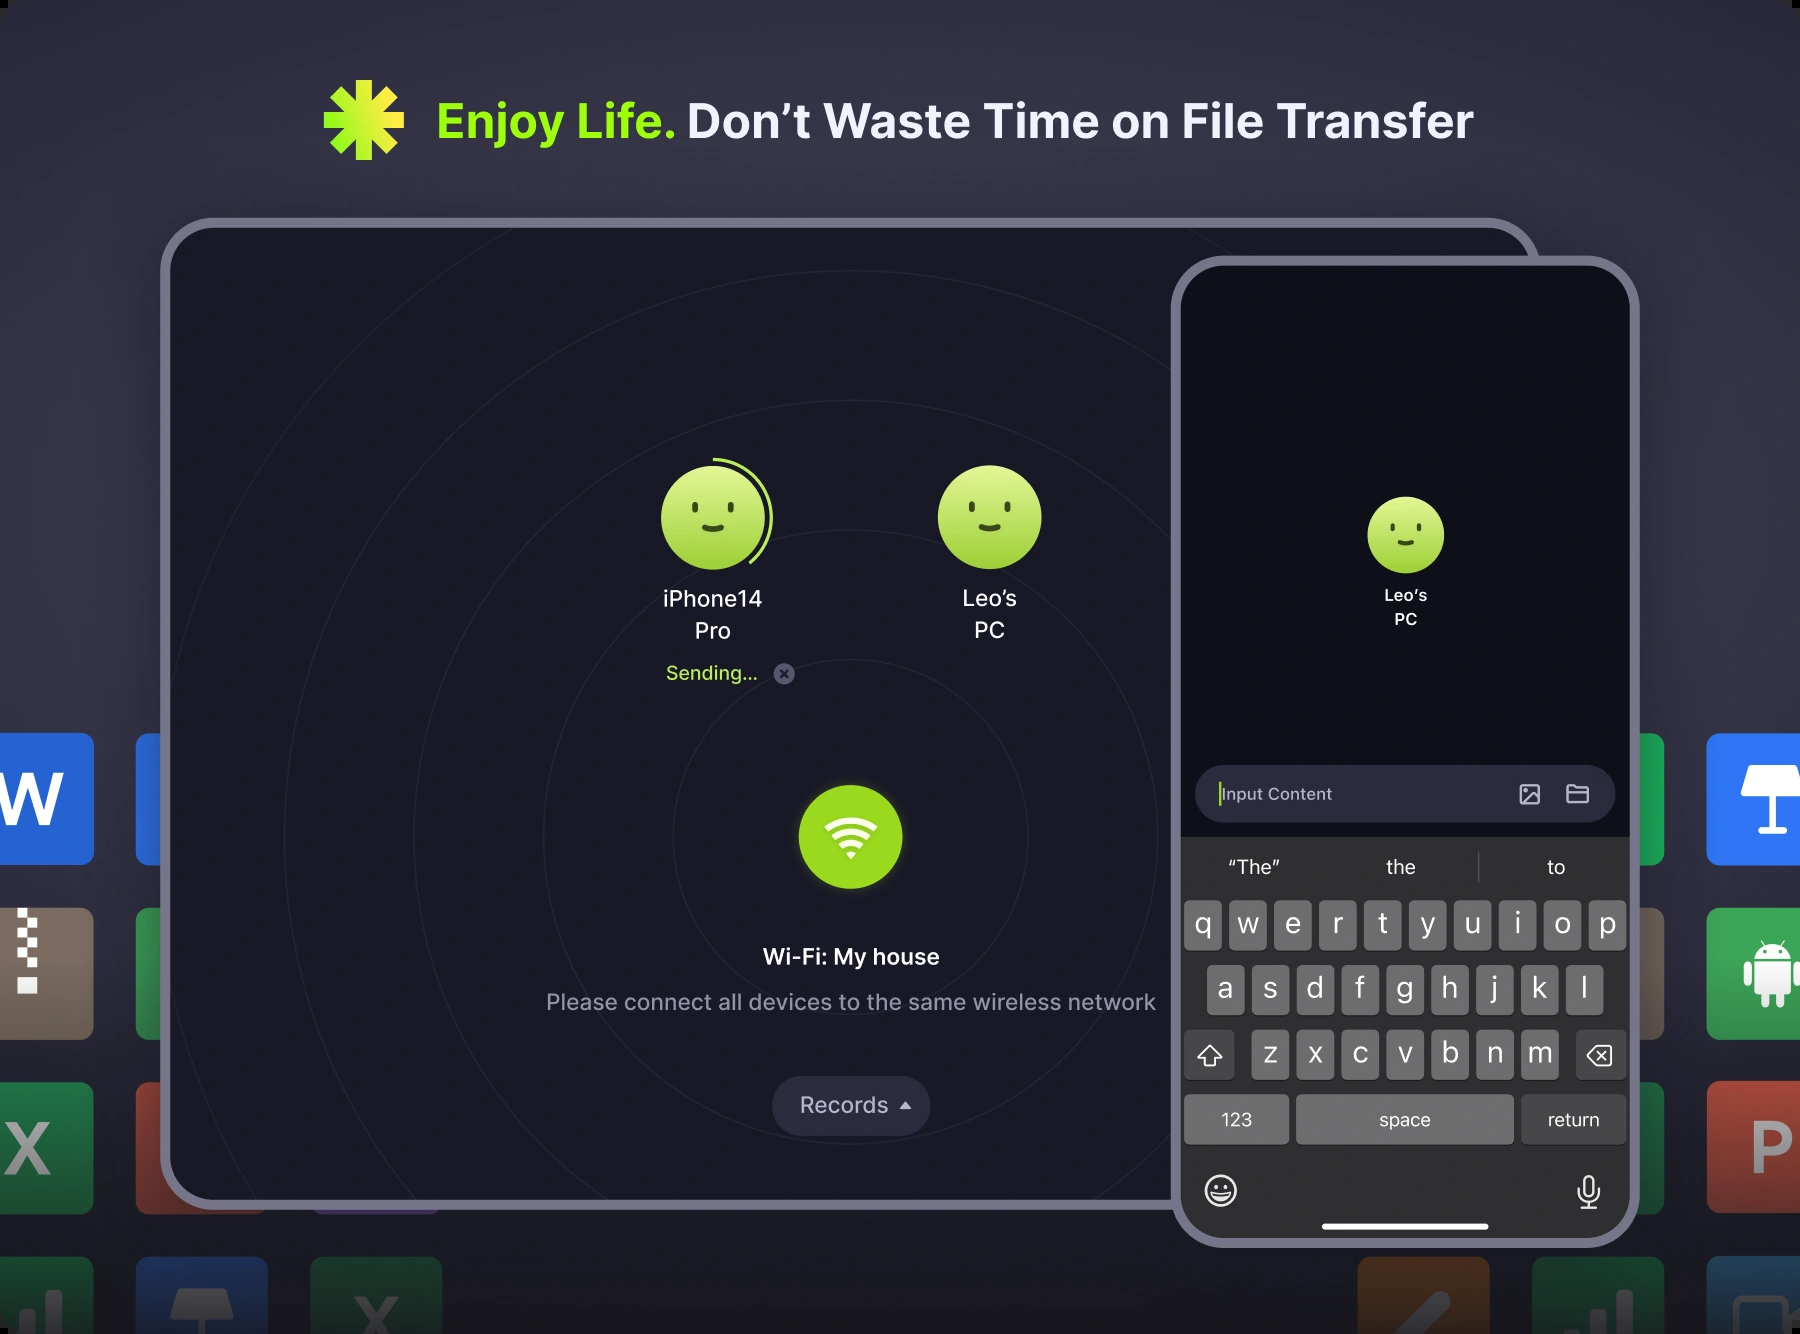 Enjoy Life. Don’t Waste Time on File Transfer
iPhone14
Pro
Sending...
Leo’s
PC
Wi-Fi: My house
Please connect all devices to the same wireless network
Records
Leo’s
PC
Input Content
“The” the to
q w e r t y u i o p
a s d f g h j k l
z x c v b n m
123 space return
W
X
P
X